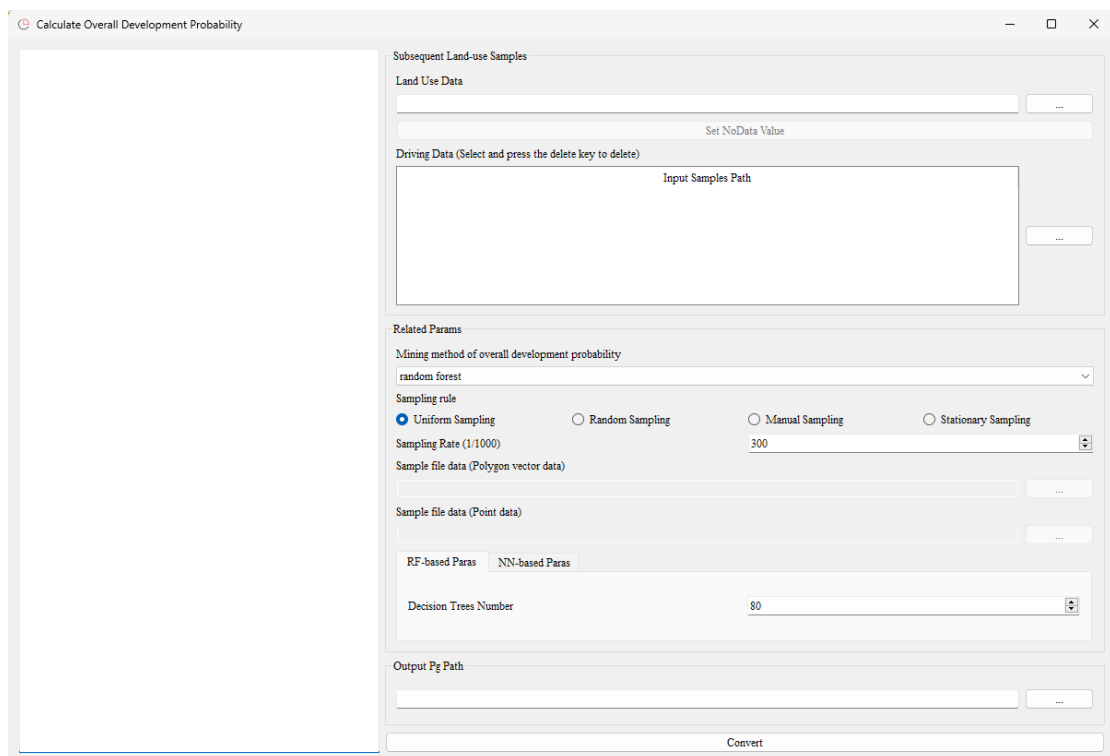 Calculate Overall Development Probability
Subsequent Land-use Samples
Land Use Data
...
Set NoData Value
Driving Data (Select and press the delete key to delete)
Input Samples Path
...
Related Params
Mining method of overall development probability
random forest
Sampling rule
Uniform Sampling Random Sampling Manual Sampling Stationary Sampling
Sampling Rate (1/1000) 300
Sample file data (Polygon vector data)
...
Sample file data (Point data)
...
RF-based Paras NN-based Paras
Decision Trees Number 80
Output Pg Path
...
Convert